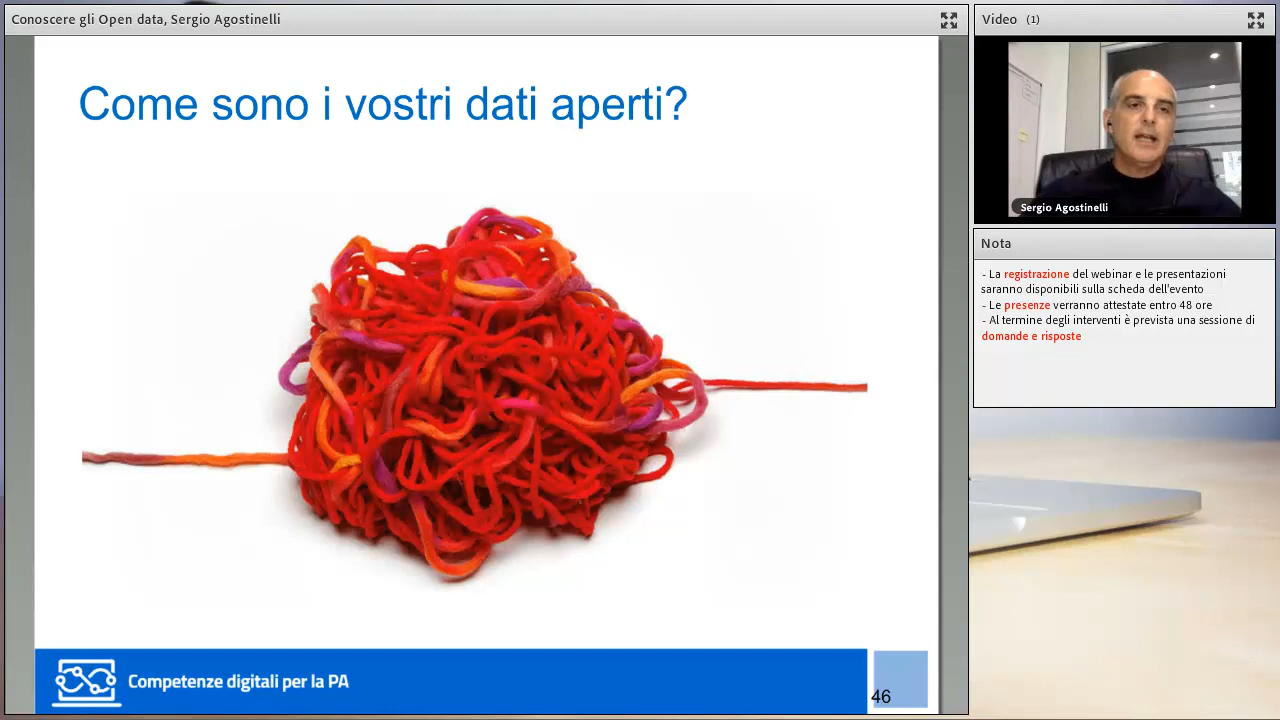 Conoscere gli Open data, Sergio Agostinelli
Come sono i vostri dati aperti?
Competenze digitali per la PA
46
Video (1)
Sergio Agostinelli
Nota
- La registrazione del webinar e le presentazioni
saranno disponibili sulla scheda dell'evento
- Le presenze verranno attestate entro 48 ore
- Al termine degli interventi è prevista una sessione di
domande e risposte